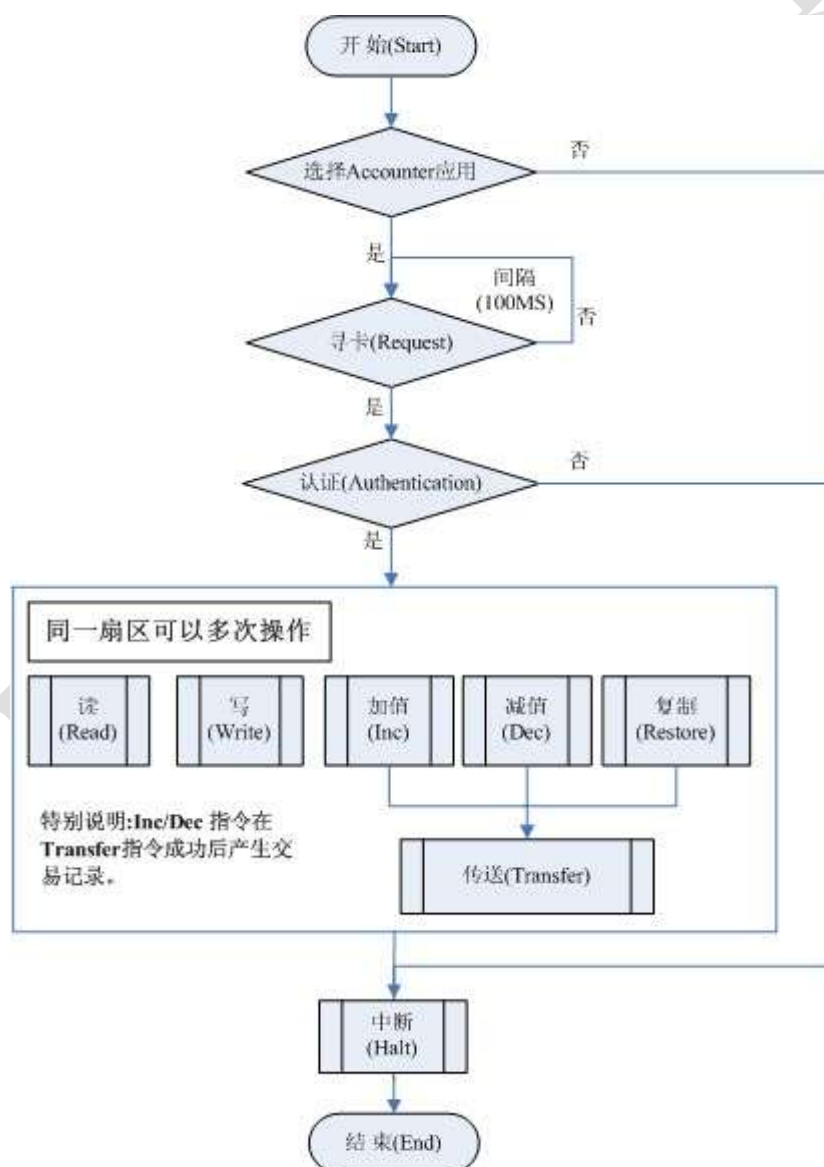 开 始(Start)
选择Accounter应用
否
是
间隔
(100MS)
否
寻卡(Request)
是
认证(Authentication)
否
是
同一扇区可以多次操作
读
(Read)
写
(Write)
加值
(Inc)
减值
(Dec)
复制
(Restore)
特别说明:Inc/Dec 指令在
Transfer指令成功后产生交
易记录。
传送(Transfer)
中断
(Halt)
结 束(End)